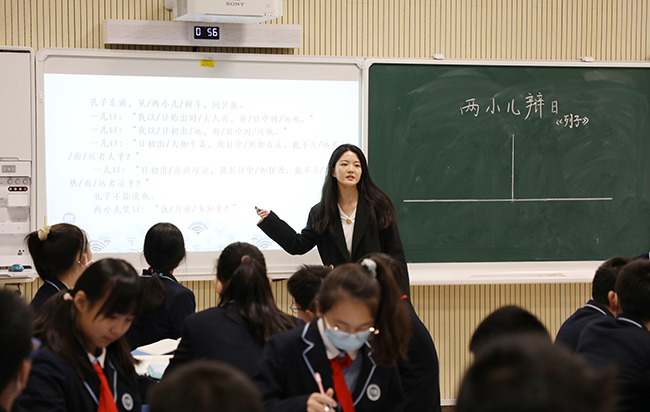 SONY
0 56
孔子东游，见/两小儿/辩斗，问其故。
一儿曰：“我以/日始出时/去人近，而/日中时/远也。”
一儿曰：“我以/日初出/远，而/日中时/近也。”
一儿曰：“日初出/大如车盖，及日中/则如盘盂，此不为/远者小
/而/近者大乎？”
一儿曰：“日初出/沧沧凉凉，及其日中/如探汤，此不为/近者
热/而/远者凉乎？”
孔子不能决也。
两小儿笑曰：“孰/为汝/多知乎？”
两小儿辩日
《列子》